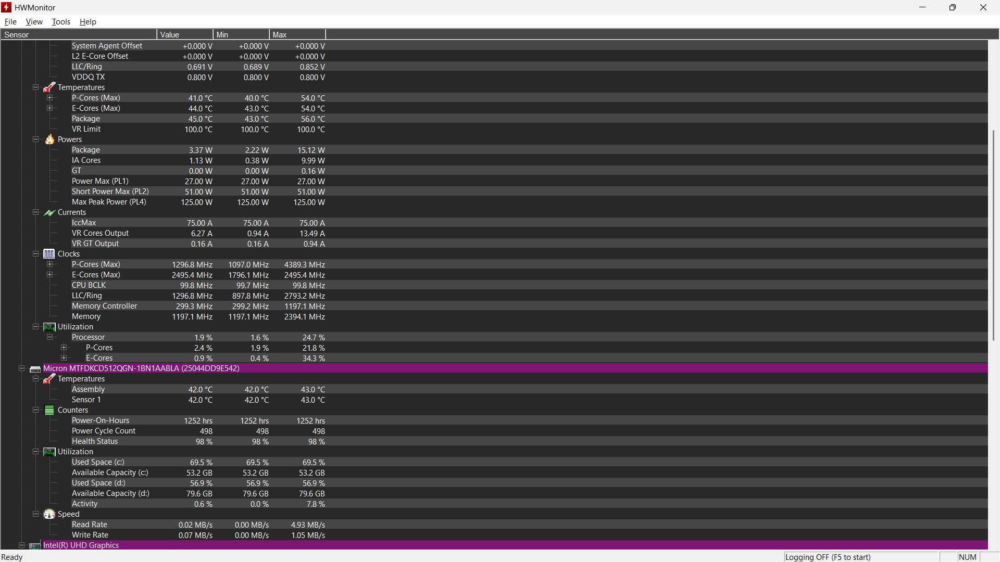 HWMonitor
File View Tools Help
Sensor Value Min Max
System Agent Offset +0.000 V +0.000 V +0.000 V
L2 E-Core Offset +0.000 V +0.000 V +0.000 V
LLC/Ring 0.691 V 0.689 V 0.852 V
VDDQ TX 0.800 V 0.800 V 0.800 V
Temperatures
P-Cores (Max) 41.0 °C 40.0 °C 54.0 °C
E-Cores (Max) 44.0 °C 43.0 °C 54.0 °C
Package 45.0 °C 43.0 °C 56.0 °C
VR Limit 100.0 °C 100.0 °C 100.0 °C
Powers
Package 3.37 W 2.22 W 15.12 W
IA Cores 1.13 W 0.38 W 9.99 W
GT 0.00 W 0.00 W 0.16 W
Power Max (PL1) 27.00 W 27.00 W 27.00 W
Short Power Max (PL2) 51.00 W 51.00 W 51.00 W
Max Peak Power (PL4) 125.00 W 125.00 W 125.00 W
Currents
IccMax 75.00 A 75.00 A 75.00 A
VR Cores Output 6.27 A 0.94 A 13.49 A
VR GT Output 0.16 A 0.16 A 0.94 A
Clocks
P-Cores (Max) 1296.8 MHz 1097.0 MHz 4389.3 MHz
E-Cores (Max) 2495.4 MHz 1796.1 MHz 2495.4 MHz
CPU BCLK 99.8 MHz 99.7 MHz 99.8 MHz
LLC/Ring 1296.8 MHz 897.8 MHz 2793.2 MHz
Memory Controller 299.3 MHz 299.2 MHz 1197.1 MHz
Memory 1197.1 MHz 1197.1 MHz 2394.1 MHz
Utilization
Processor 1.9 % 1.6 % 24.7 %
P-Cores 2.4 % 1.9 % 21.8 %
E-Cores 0.9 % 0.4 % 34.3 %
Micron MTFDKCD512QGN-1BN1AABLA (25044DD9E542)
Temperatures
Assembly 42.0 °C 42.0 °C 43.0 °C
Sensor 1 42.0 °C 42.0 °C 43.0 °C
Counters
Power-On-Hours 1252 hrs 1252 hrs 1252 hrs
Power Cycle Count 498 498 498
Health Status 98 % 98 % 98 %
Utilization
Used Space (c:) 69.5 % 69.5 % 69.5 %
Available Capacity (c:) 53.2 GB 53.2 GB 53.2 GB
Used Space (d:) 56.9 % 56.9 % 56.9 %
Available Capacity (d:) 79.6 GB 79.6 GB 79.6 GB
Activity 0.6 % 0.0 % 7.8 %
Speed
Read Rate 0.02 MB/s 0.00 MB/s 4.93 MB/s
Write Rate 0.07 MB/s 0.00 MB/s 1.05 MB/s
Intel(R) UHD Graphics
Ready Logging OFF (F5 to start) NUM